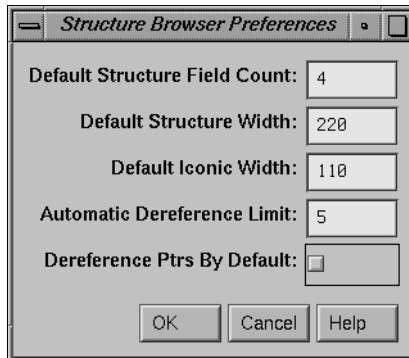 Structure Browser Preferences
Default Structure Field Count: 4
Default Structure Width: 220
Default Iconic Width: 110
Automatic Dereference Limit: 5
Dereference Ptrs By Default:
OK Cancel Help